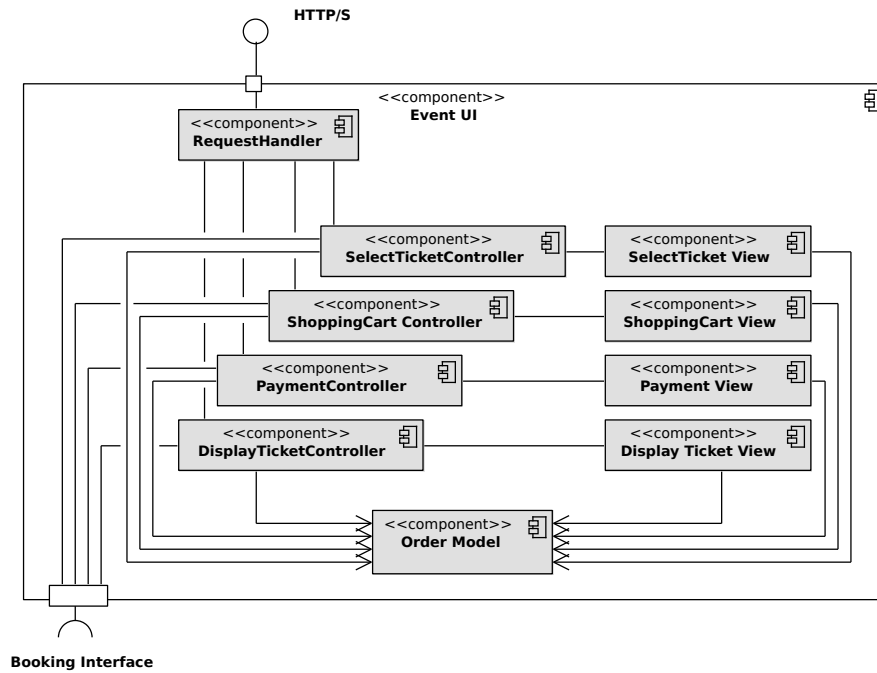 HTTP/S
<<component>>
Event UI
<<component>>
RequestHandler
<<component>>
SelectTicketController
<<component>>
SelectTicket View
<<component>>
ShoppingCart Controller
<<component>>
ShoppingCart View
<<component>>
PaymentController
<<component>>
Payment View
<<component>>
DisplayTicketController
<<component>>
Display Ticket View
<<component>>
Order Model
Booking Interface